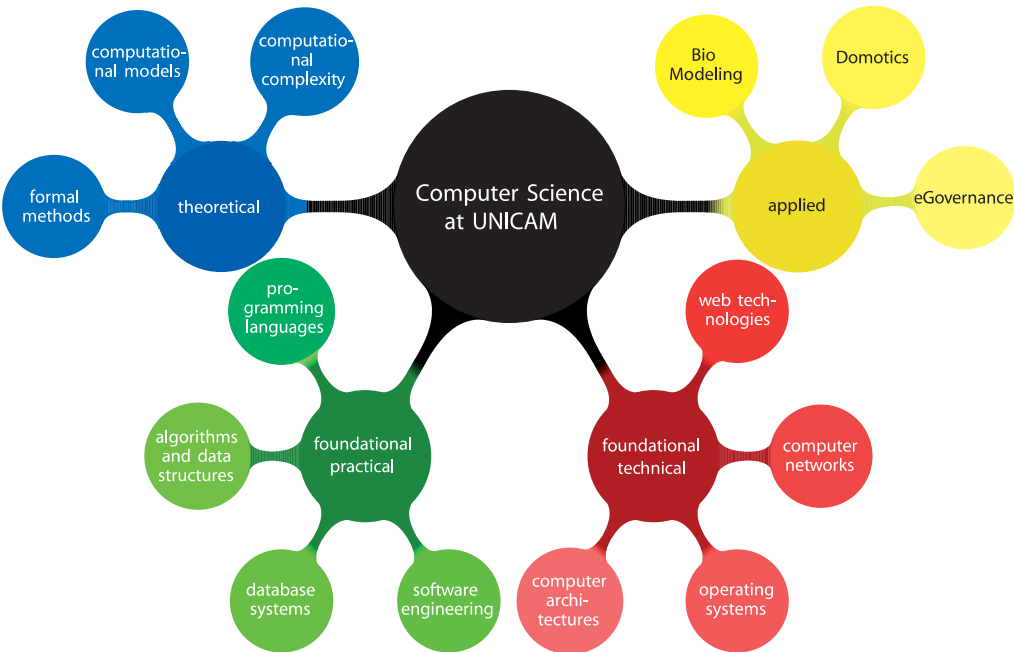 computatio-
nal models
computatio-
nal
complexity
formal
methods
theoretical
Computer Science
at UNICAM
Bio
Modeling
Domotics
applied
eGovernance
pro-
gramming
languages
algorithms
and data
structures
foundational
practical
database
systems
software
engineering
web tech-
nologies
foundational
technical
computer
networks
computer
archi-
tectures
operating
systems